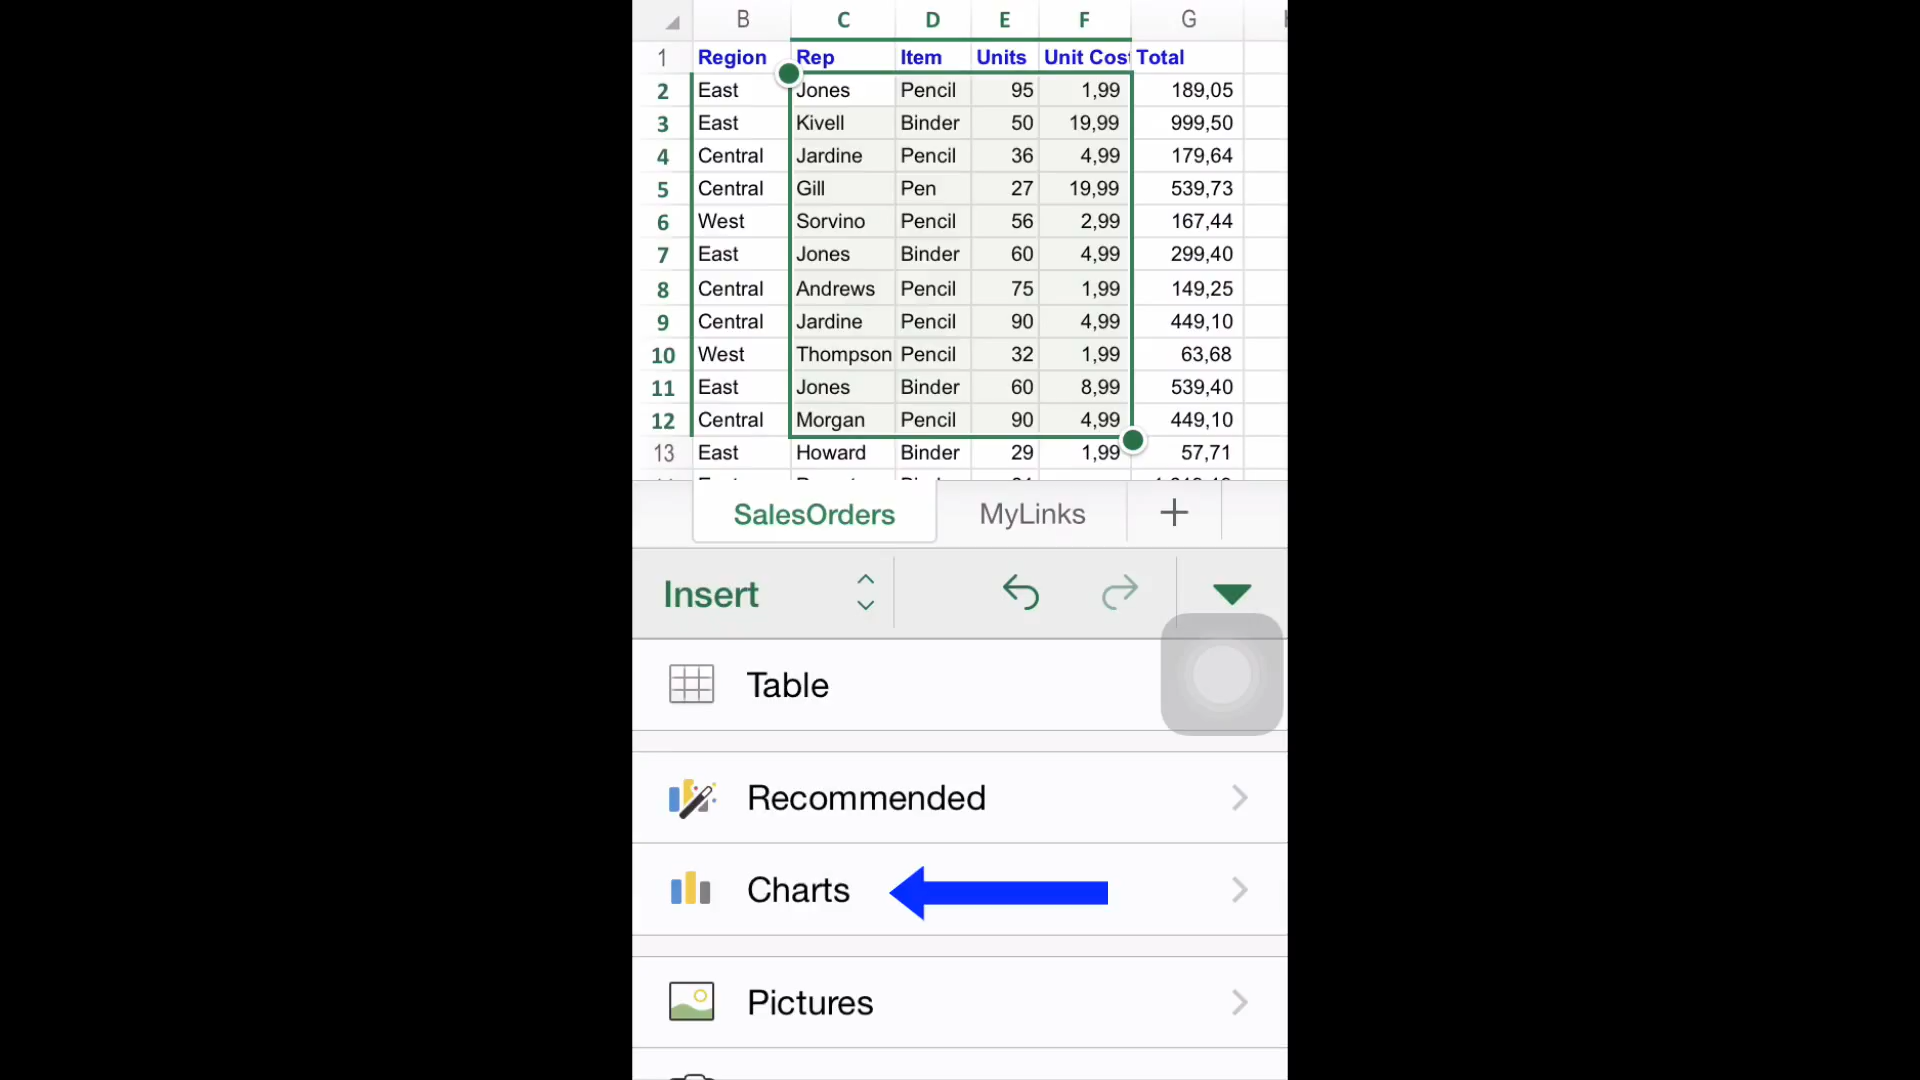 B C D E F G
1 Region Rep Item Units Unit Cos Total
2 East Jones Pencil 95 1,99 189,05
3 East Kivell Binder 50 19,99 999,50
4 Central Jardine Pencil 36 4,99 179,64
5 Central Gill Pen 27 19,99 539,73
6 West Sorvino Pencil 56 2,99 167,44
7 East Jones Binder 60 4,99 299,40
8 Central Andrews Pencil 75 1,99 149,25
9 Central Jardine Pencil 90 4,99 449,10
10 West Thompson Pencil 32 1,99 63,68
11 East Jones Binder 60 8,99 539,40
12 Central Morgan Pencil 90 4,99 449,10
13 East Howard Binder 29 1,99 57,71
SalesOrders MyLinks +
Insert
Table
Recommended
Charts
Pictures